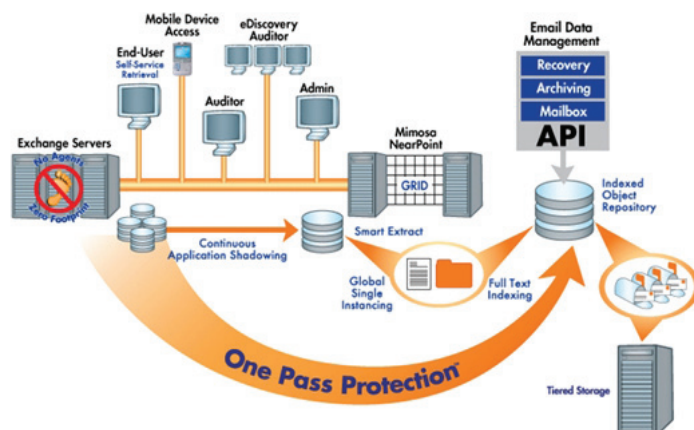 Mobile Device
Access
eDiscovery
Auditor
Email Data
Management
End-User
Self-Service
Retrieval
Recovery
Archiving
Mailbox
API
Auditor
Admin
Exchange Servers
Mimosa
NearPoint
No Agents
Zero Footprint
GRID
Indexed
Object
Repository
Continuous
Application Shadowing
Smart Extract
Global
Single
Instancing
Full Text
Indexing
One Pass Protection™
Tiered Storage